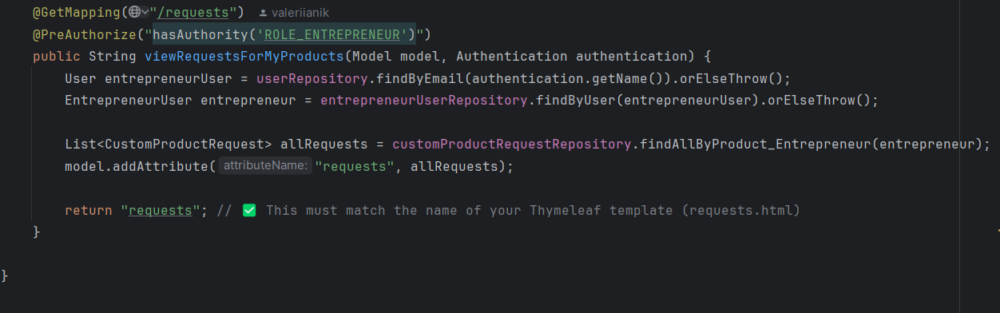 @GetMapping("/requests") valeriianik
@PreAuthorize("hasAuthority('ROLE_ENTREPRENEUR')")
public String viewRequestsForMyProducts(Model model, Authentication authentication) {
User entrepreneurUser = userRepository.findByEmail(authentication.getName()).orElseThrow();
EntrepreneurUser entrepreneur = entrepreneurUserRepository.findByUser(entrepreneurUser).orElseThrow();
List<CustomProductRequest> allRequests = customProductRequestRepository.findAllByProduct_Entrepreneur(entrepreneur);
model.addAttribute( attributeName: "requests", allRequests);
return "requests"; // ✅ This must match the name of your Thymeleaf template (requests.html)
}
}